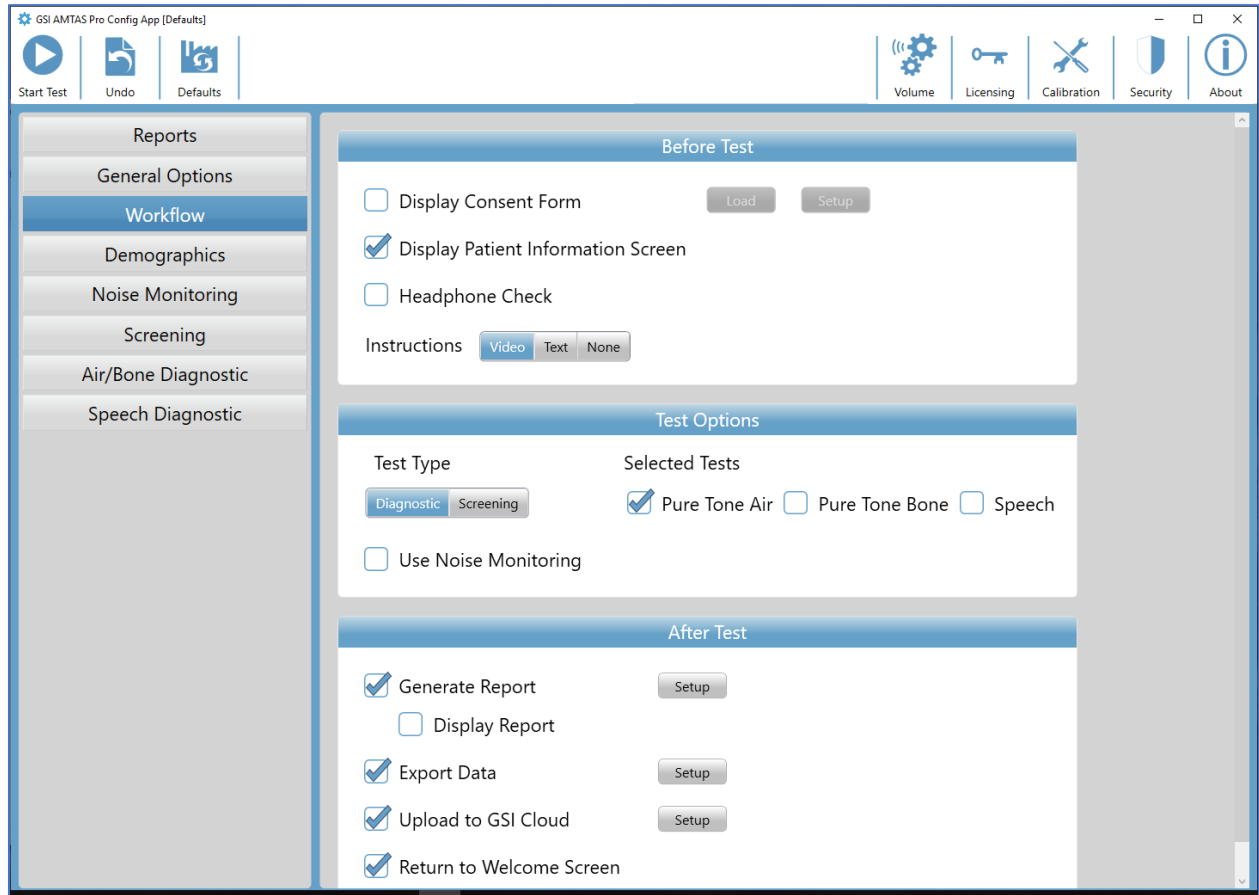 GSI AMTAS Pro Config App [Defaults]
Start Test Undo Defaults Volume Licensing Calibration Security About
Reports
General Options
Workflow
Demographics
Noise Monitoring
Screening
Air/Bone Diagnostic
Speech Diagnostic
Before Test
Display Consent Form Load Setup
Display Patient Information Screen
Headphone Check
Instructions Video Text None
Test Options
Test Type Selected Tests
Diagnostic Screening Pure Tone Air Pure Tone Bone Speech
Use Noise Monitoring
After Test
Generate Report Setup
Display Report
Export Data Setup
Upload to GSI Cloud Setup
Return to Welcome Screen